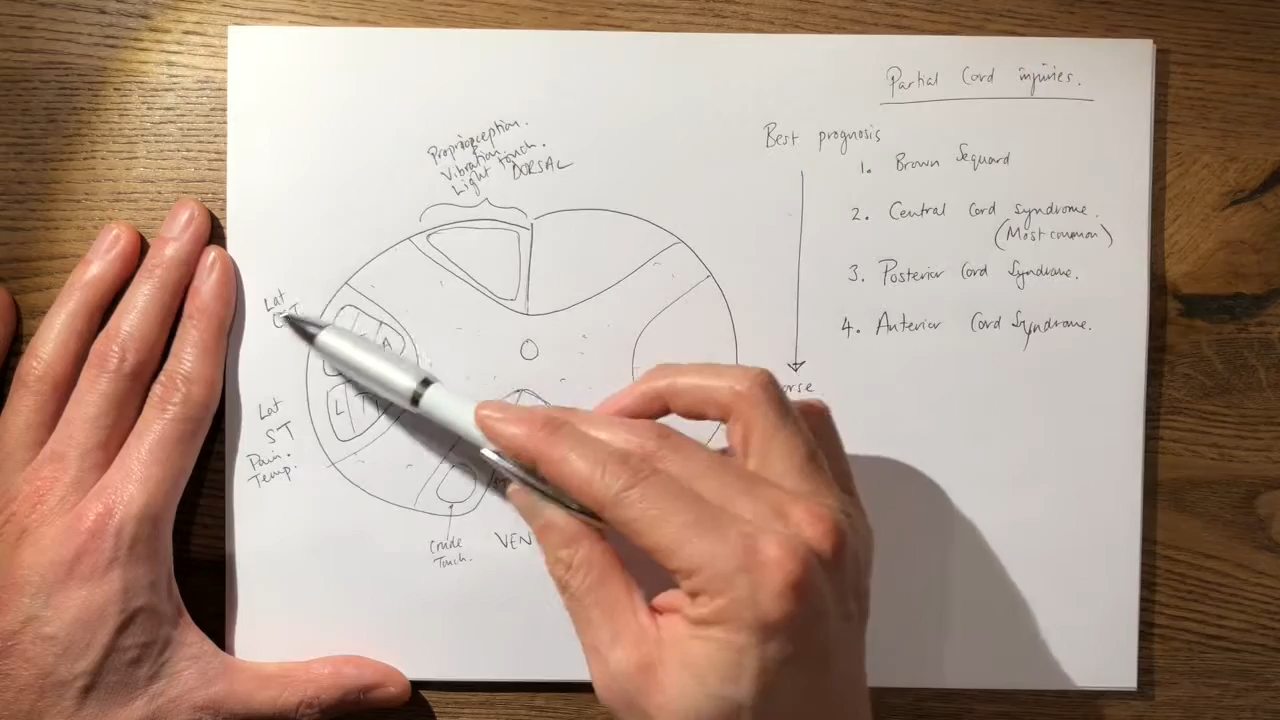 Partial Cord injuries.
Best prognosis
1. Brown Sequard
2. Central Cord syndrome.
(Most common)
3. Posterior Cord Syndrome.
4. Anterior Cord Syndrome.
Proprioception.
Vibration.
Light touch.
DORSAL
Lat
A
L T
Lat
ST
Pain.
Temp.
Crude
Touch.